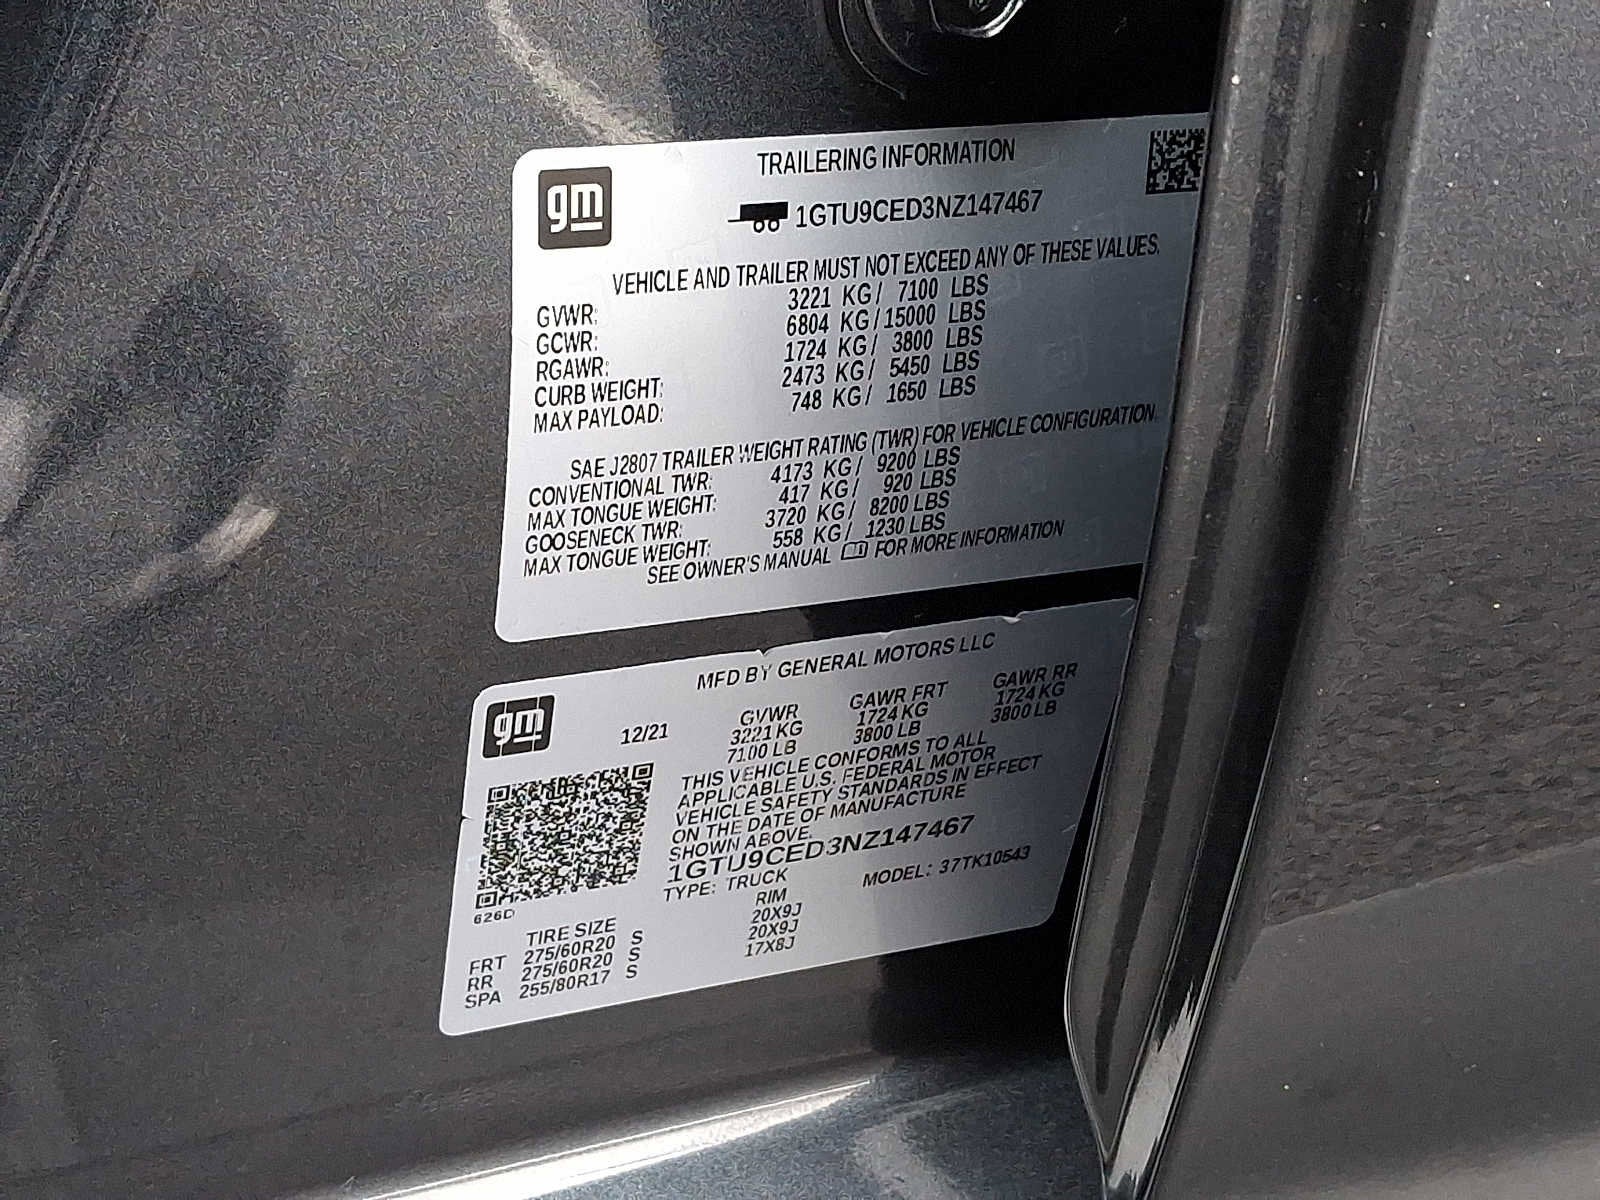 gm
TRAILERING INFORMATION
1GTU9CED3NZ147467
VEHICLE AND TRAILER MUST NOT EXCEED ANY OF THESE VALUES.
GVWR: 3221 KG/ 7100 LBS
GCWR: 6804 KG/15000 LBS
RGAWR: 1724 KG/ 3800 LBS
CURB WEIGHT: 2473 KG/ 5450 LBS
MAX PAYLOAD: 748 KG/ 1650 LBS
SAE J2807 TRAILER WEIGHT RATING (TWR) FOR VEHICLE CONFIGURATION.
CONVENTIONAL TWR: 4173 KG/ 9200 LBS
MAX TONGUE WEIGHT: 417 KG/ 920 LBS
GOOSENECK TWR: 3720 KG/ 8200 LBS
MAX TONGUE WEIGHT: 558 KG/ 1230 LBS
SEE OWNER'S MANUAL FOR MORE INFORMATION
gm
MFD BY GENERAL MOTORS LLC
12/21
GVWR GAWR FRT GAWR RR
3221 KG 1724 KG 1724 KG
7100 LB 3800 LB 3800 LB
THIS VEHICLE CONFORMS TO ALL
APPLICABLE U.S. FEDERAL MOTOR
VEHICLE SAFETY STANDARDS IN EFFECT
ON THE DATE OF MANUFACTURE
SHOWN ABOVE.
1GTU9CED3NZ147467
TYPE: TRUCK MODEL: 37TK10543
626D
TIRE SIZE RIM
FRT 275/60R20 S 20X9J
RR 275/60R20 S 20X9J
SPA 255/80R17 S 17X8J